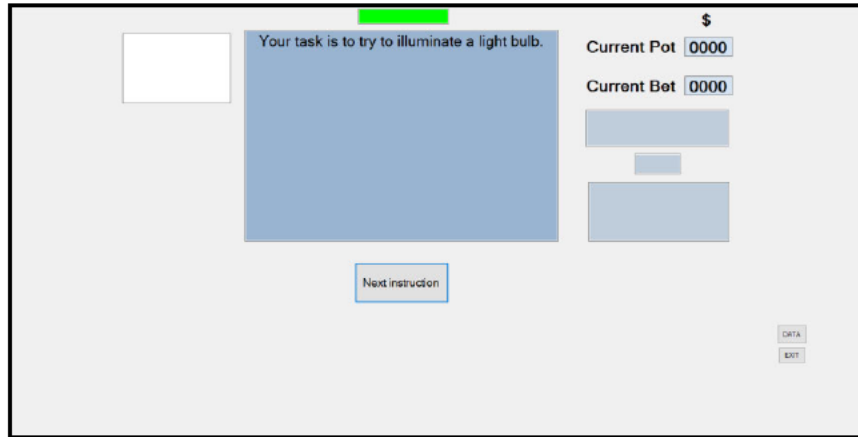 $
Your task is to try to illuminate a light bulb.
Current Pot 0000
Current Bet 0000
Next instruction
DATA
EXIT